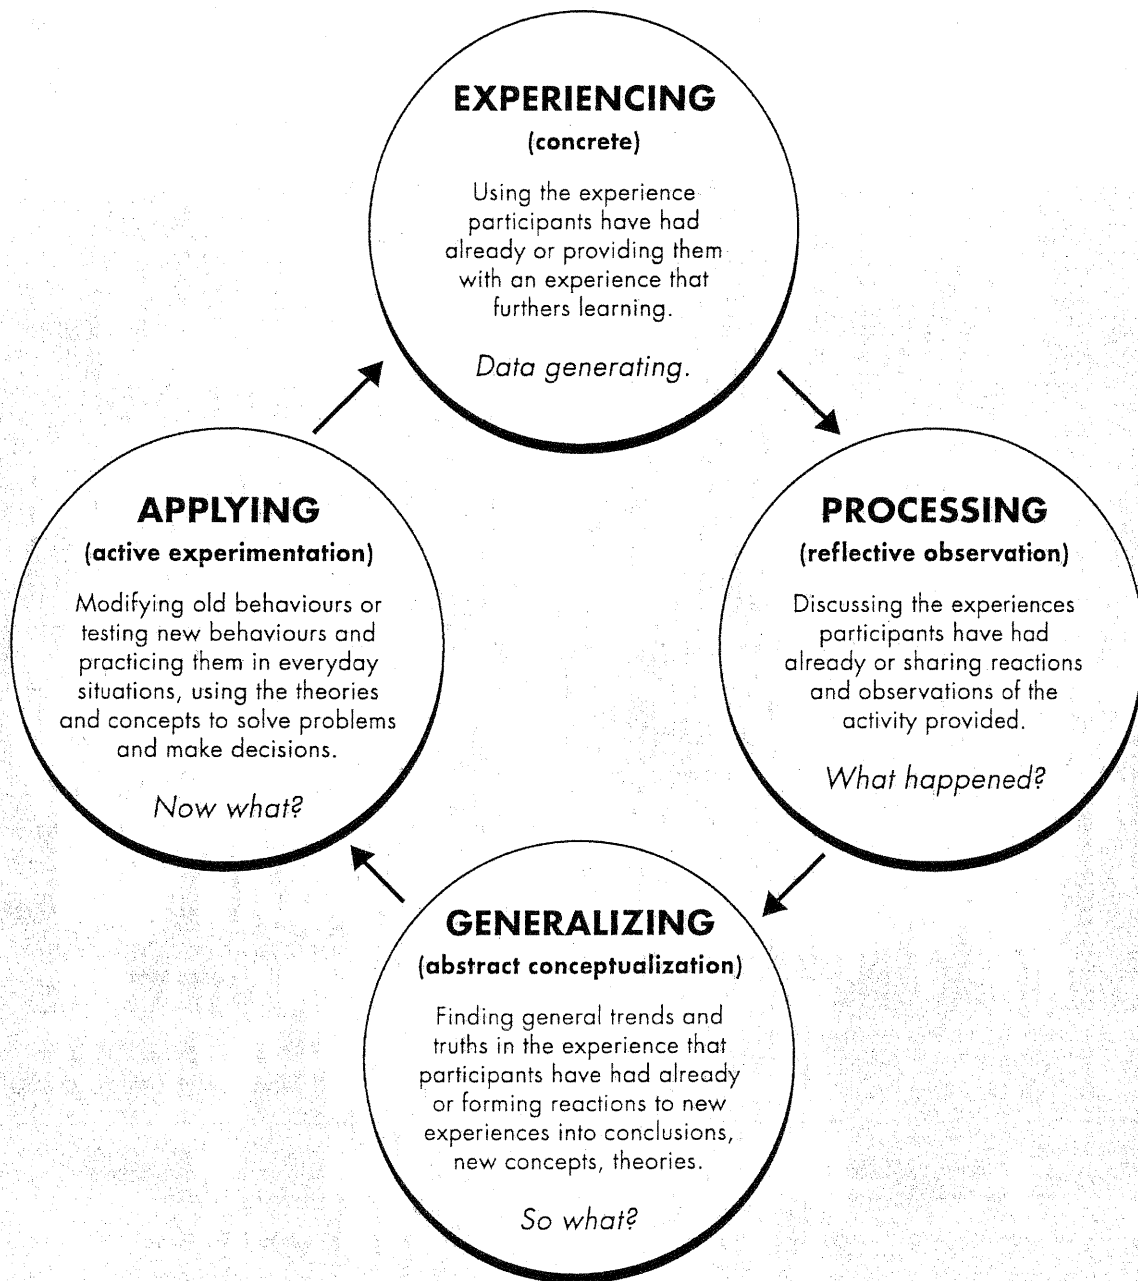 EXPERIENCING
(concrete)
Using the experience
participants have had
already or providing them
with an experience that
furthers learning.
Data generating.
PROCESSING
(reflective observation)
Discussing the experiences
participants have had
already or sharing reactions
and observations of the
activity provided.
What happened?
GENERALIZING
(abstract conceptualization)
Finding general trends and
truths in the experience that
participants have had already
or forming reactions to new
experiences into conclusions,
new concepts, theories.
So what?
APPLYING
(active experimentation)
Modifying old behaviours or
testing new behaviours and
practicing them in everyday
situations, using the theories
and concepts to solve problems
and make decisions.
Now what?